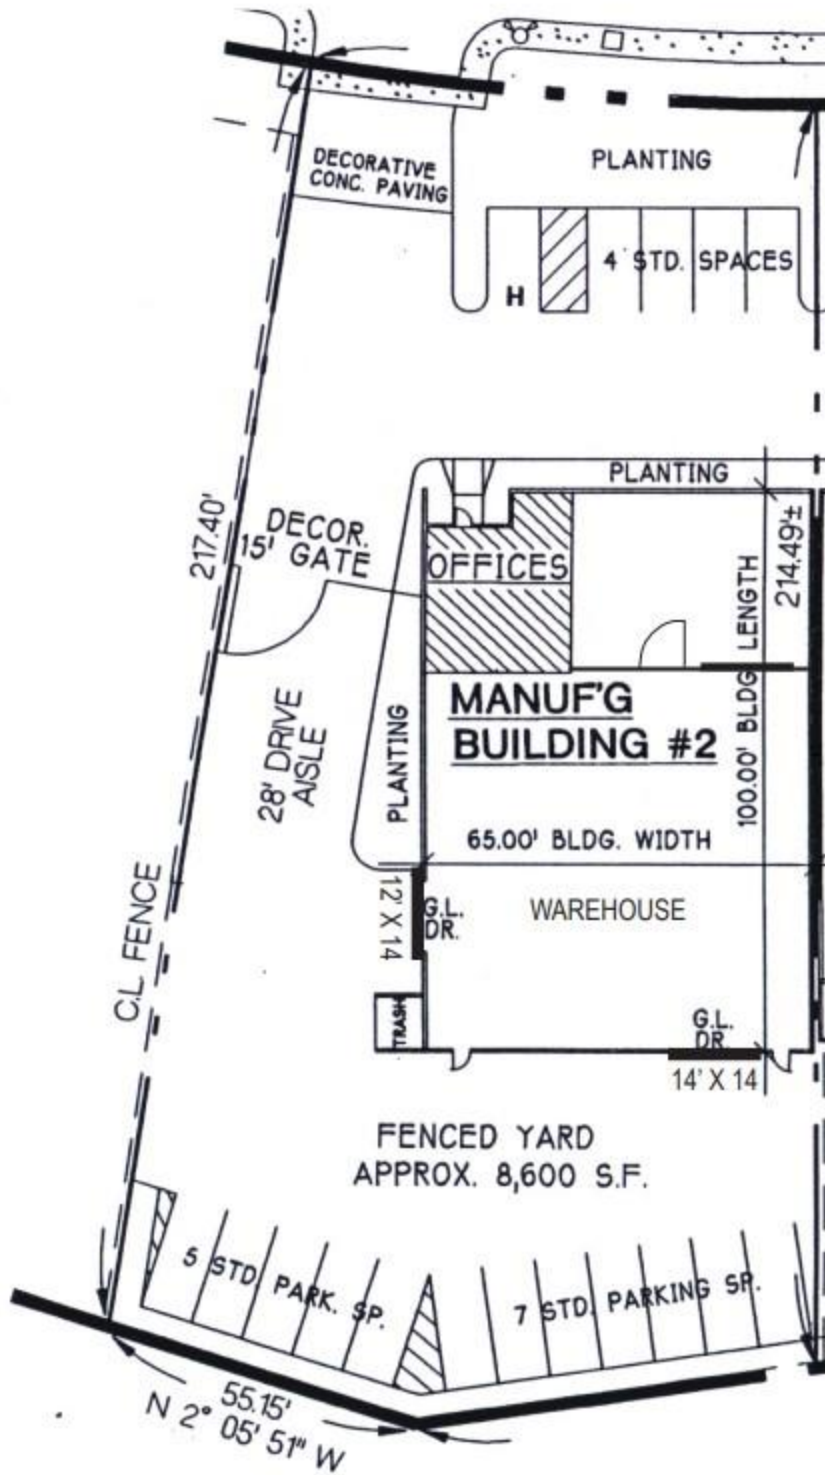 DECORATIVE
CONC. PAVING
PLANTING
4 STD. SPACES
H
PLANTING
217.40'
DECOR.
15' GATE
OFFICES
214.49'±
100.00' BLDG. LENGTH
MANUF'G
BUILDING #2
28' DRIVE
AISLE
PLANTING
65.00' BLDG. WIDTH
12' X 14
G.L.
DR.
WAREHOUSE
C.L. FENCE
TRASH
G.L.
DR.
14' X 14
FENCED YARD
APPROX. 8,600 S.F.
5 STD. PARK. SP.
7 STD. PARKING SP.
55.15'
N 2° 05' 51" W